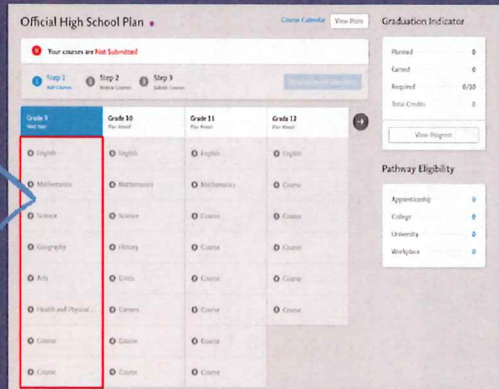 Official High School Plan
Course Calendar View Plans
Your courses are Not Submitted
Step 1
Add Courses
Step 2
Review Courses
Step 3
Submit Courses
Grade 9
Next Year
Grade 10
Plan Ahead
Grade 11
Plan Ahead
Grade 12
Plan Ahead
English English English English
Mathematics Mathematics Mathematics Course
Science Science Course Course
Geography History Course Course
Arts Civics Course Course
Health and Physical... Careers Course Course
Course Course Course
Course Course Course
Graduation Indicator
Planned 0
Earned 0
Required 0/30
Total Credits 0
View Progress
Pathway Eligibility
Apprenticeship 0
College 0
University 0
Workplace 0